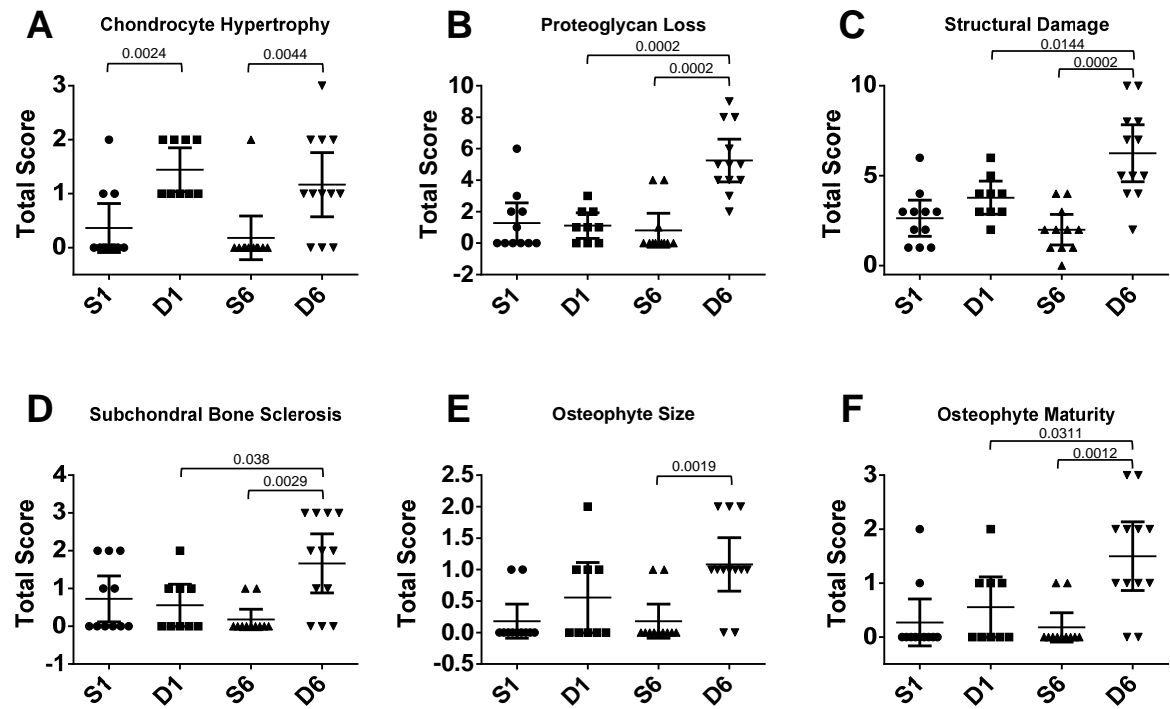 A
Chondrocyte Hypertrophy
0.0024
0.0044
Total Score
3
2
1
0
S1
D1
S6
D6
B
Proteoglycan Loss
0.0002
0.0002
Total Score
10
8
6
4
2
0
-2
S1
D1
S6
D6
C
Structural Damage
0.0144
0.0002
Total Score
10
5
0
S1
D1
S6
D6
D
Subchondral Bone Sclerosis
0.038
0.0029
Total Score
4
3
2
1
0
-1
S1
D1
S6
D6
E
Osteophyte Size
0.0019
Total Score
2.5
2.0
1.5
1.0
0.5
0.0
-0.5
S1
D1
S6
D6
F
Osteophyte Maturity
0.0311
0.0012
Total Score
3
2
1
0
S1
D1
S6
D6